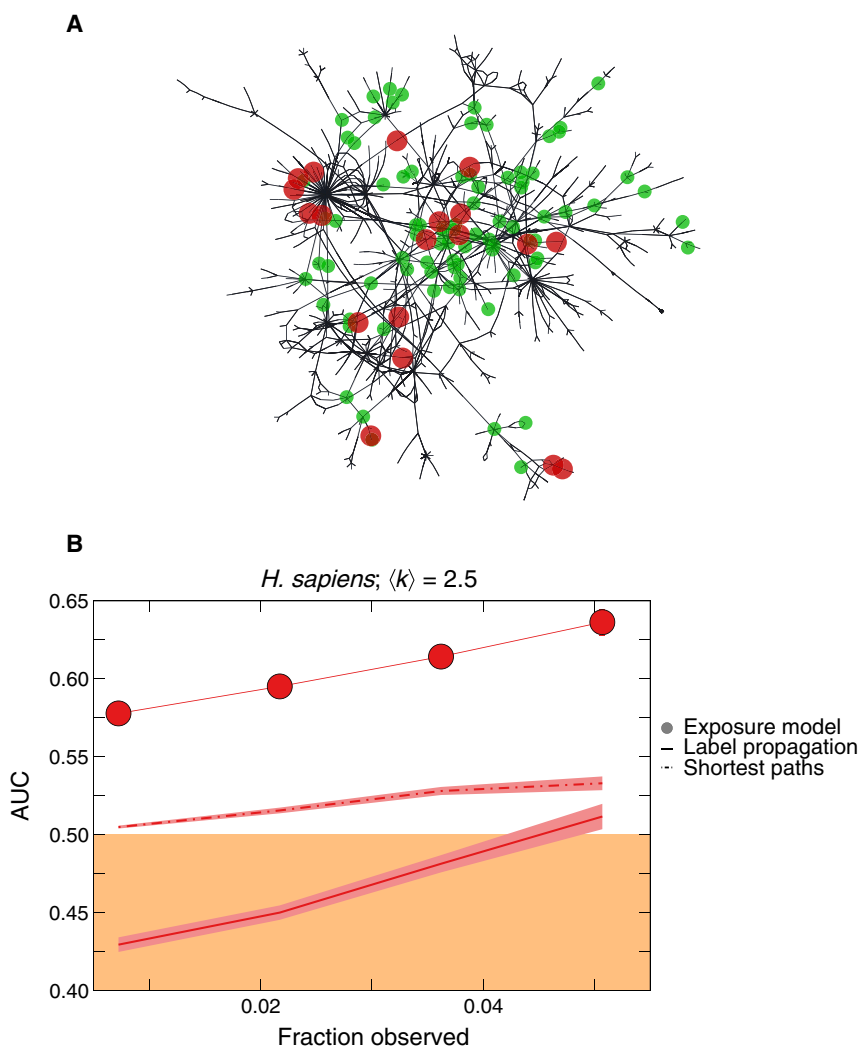 A
B
H. sapiens; ⟨k⟩ = 2.5
0.65
0.60
0.55
0.50
0.45
0.40
AUC
0.02
0.04
Fraction observed
Exposure model
Label propagation
Shortest paths